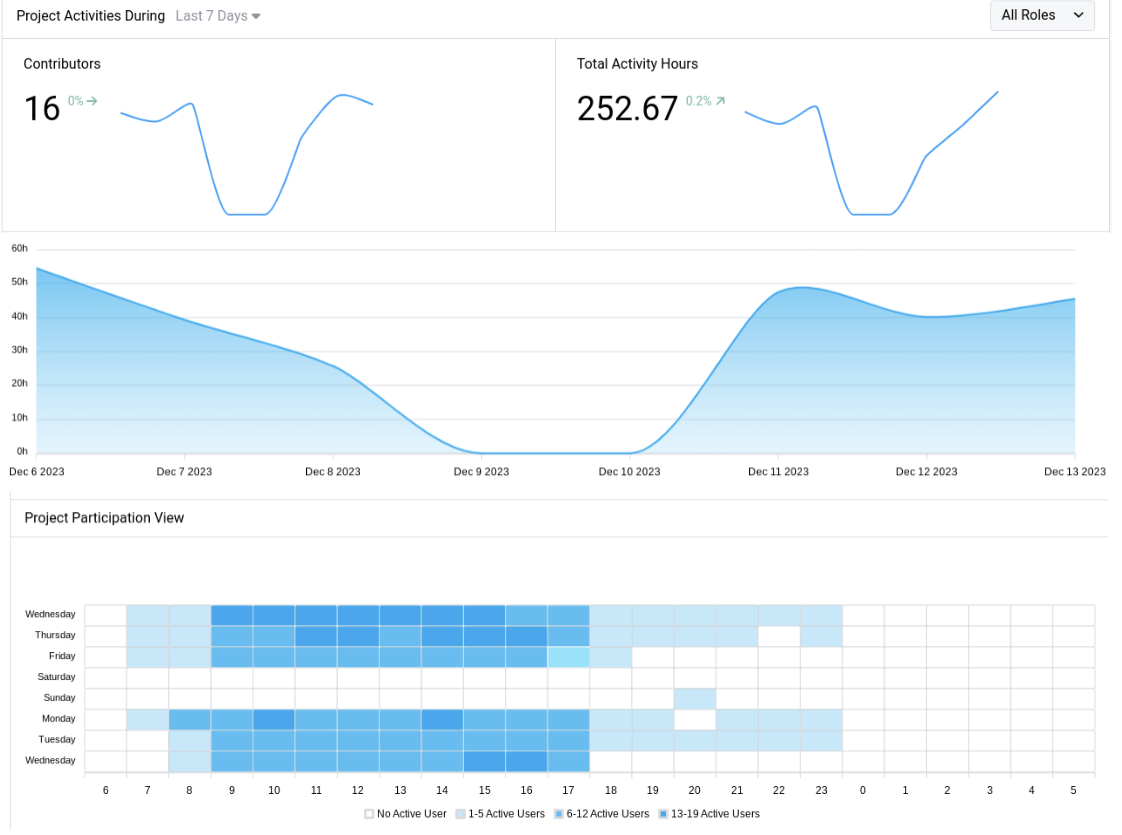 Project Activities During Last 7 Days All Roles
Contributors
16 0%
Total Activity Hours
252.67 0.2%
60h
50h
40h
30h
20h
10h
0h
Dec 6 2023 Dec 7 2023 Dec 8 2023 Dec 9 2023 Dec 10 2023 Dec 11 2023 Dec 12 2023 Dec 13 2023
Project Participation View
Wednesday
Thursday
Friday
Saturday
Sunday
Monday
Tuesday
Wednesday
6 7 8 9 10 11 12 13 14 15 16 17 18 19 20 21 22 23 0 1 2 3 4 5
No Active User 1-5 Active Users 6-12 Active Users 13-19 Active Users